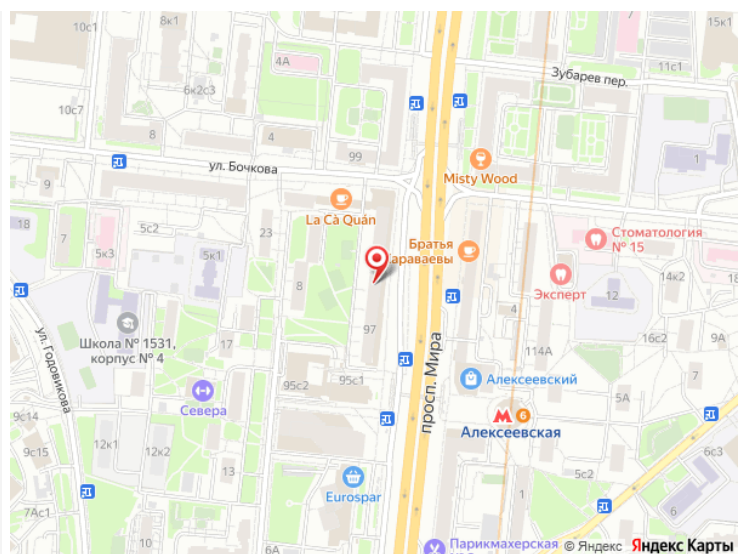 10с1
8к1
10с6
4А
6к2с3
10с7
8
4
99
ул. Бочкова
9
18
7
5к3
5с2
5к1
23
La Cà Quán
Misty Wood
Братья
Караваевы
Зубарев пер.
15к1
11с1
1
Стоматология
№ 15
Эксперт
12
4
16с2
14А
114А
9А
7
5А
8
97
Школа № 1531,
корпус № 4
17
ул. Годовикова
95с2
95с1
Севера
просп. Мира
Алексеевский
6
Алексеевская
9с14
9с15
12к1
12к2
13
7Ас1
6А
Eurospar
5с2
6с3
6
1
Парикмахерская
© Яндекс Яндекс Карты